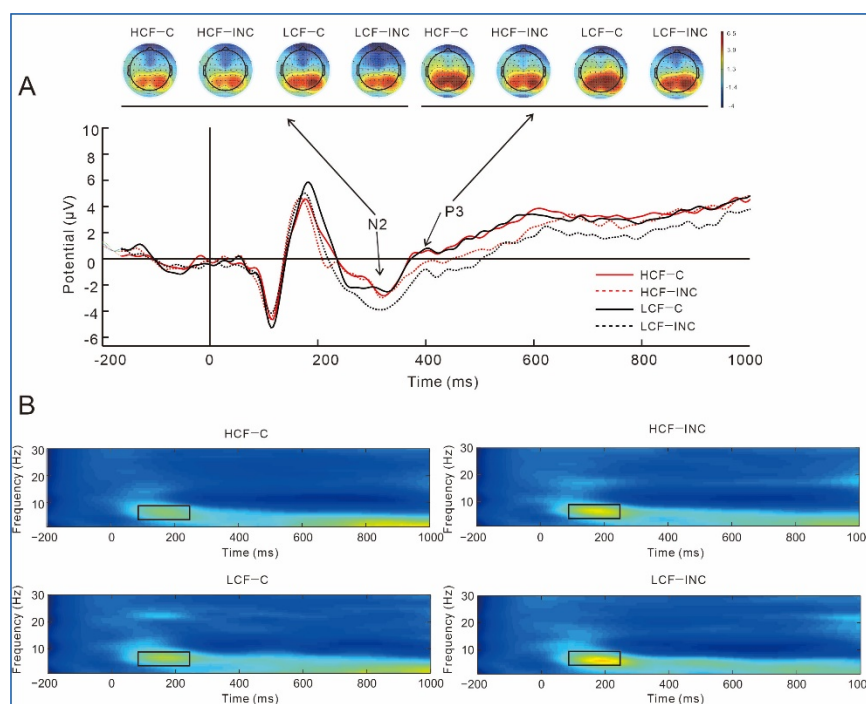 HCF-C HCF-INC LCF-C LCF-INC HCF-C HCF-INC LCF-C LCF-INC
A
10
8
6
4
2
0
-2
-4
-6
Potential (μV)
N2
P3
HCF-C
HCF-INC
LCF-C
LCF-INC
-200 0 200 400 600 800 1000
Time (ms)
B
HCF-C
30
20
10
Frequency (Hz)
-200 0 200 400 600 800 1000
Time (ms)
HCF-INC
30
20
10
Frequency (Hz)
-200 0 200 400 600 800 1000
Time (ms)
LCF-C
30
20
10
Frequency (Hz)
-200 0 200 400 600 800 1000
Time (ms)
LCF-INC
30
20
10
Frequency (Hz)
-200 0 200 400 600 800 1000
Time (ms)